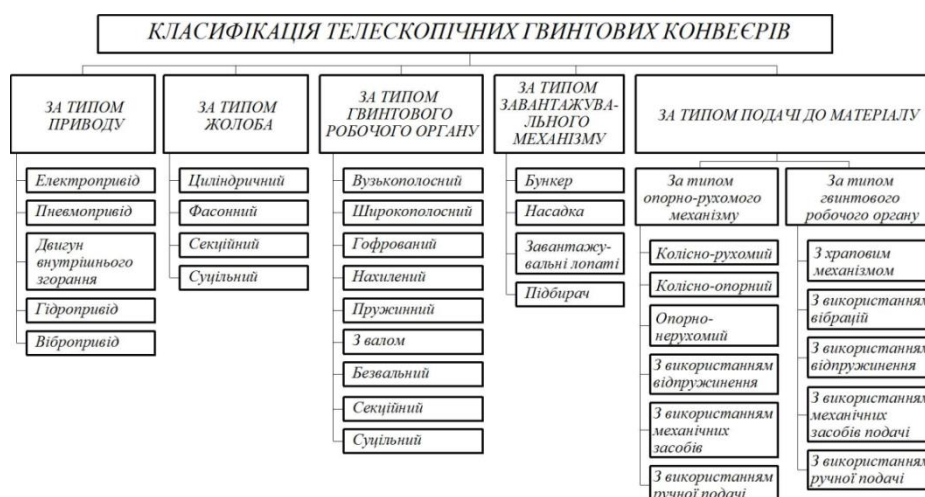 КЛАСИФІКАЦІЯ ТЕЛЕСКОПІЧНИХ ГВИНТОВИХ КОНВЕЄРІВ
ЗА ТИПОМ
ПРИВОДУ
Електропривід
Пневмопривід
Двигун
внутрішнього
згорання
Гідропривід
Вібропривід
ЗА ТИПОМ
ЖОЛОБА
Циліндричний
Фасонний
Секційний
Суцільний
ЗА ТИПОМ
ГВИНТОВОГО
РОБОЧОГО ОРГАНУ
Вузькополосний
Широкополосний
Гофрований
Нахилений
Пружинний
З валом
Безвальний
Секційний
Суцільний
ЗА ТИПОМ
ЗАВАНТАЖУВА-
ЛЬНОГО
МЕХАНІЗМУ
Бункер
Насадка
Завантажу-
вальні лопаті
Підбирач
ЗА ТИПОМ ПОДАЧІ ДО МАТЕРІАЛУ
За типом
опорно-рухомого
механізму
Колісно-рухомий
Колісно-опорний
Опорно-
нерухомий
З використанням
відпружинення
З використанням
механічних
засобів
З використанням
ручної подачі
За типом
гвинтового
робочого органу
З храповим
механізмом
З використанням
вібрацій
З використанням
відпружинення
З використанням
механічних
засобів подачі
З використанням
ручної подачі